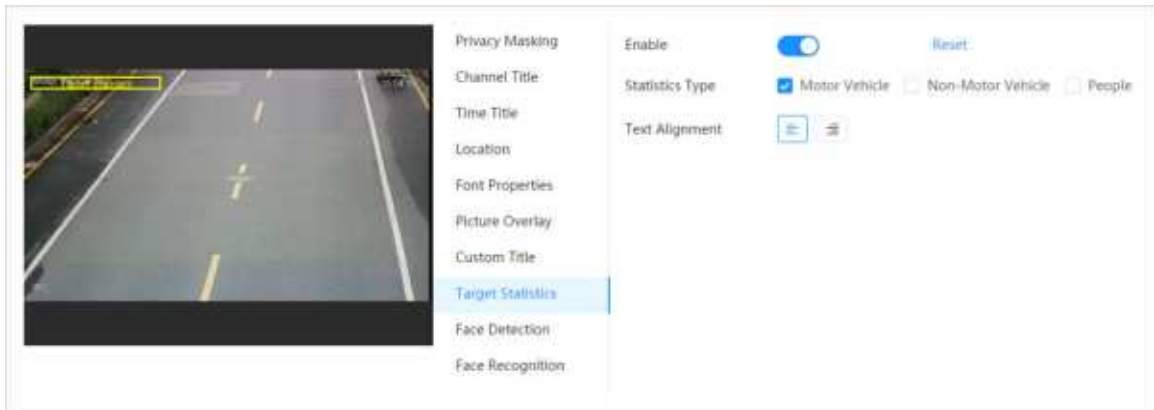 Privacy Masking
Channel Title
Time Title
Location
Font Properties
Picture Overlay
Custom Title
Target Statistics
Face Detection
Face Recognition
Enable Reset
Statistics Type Motor Vehicle Non-Motor Vehicle People
Text Alignment